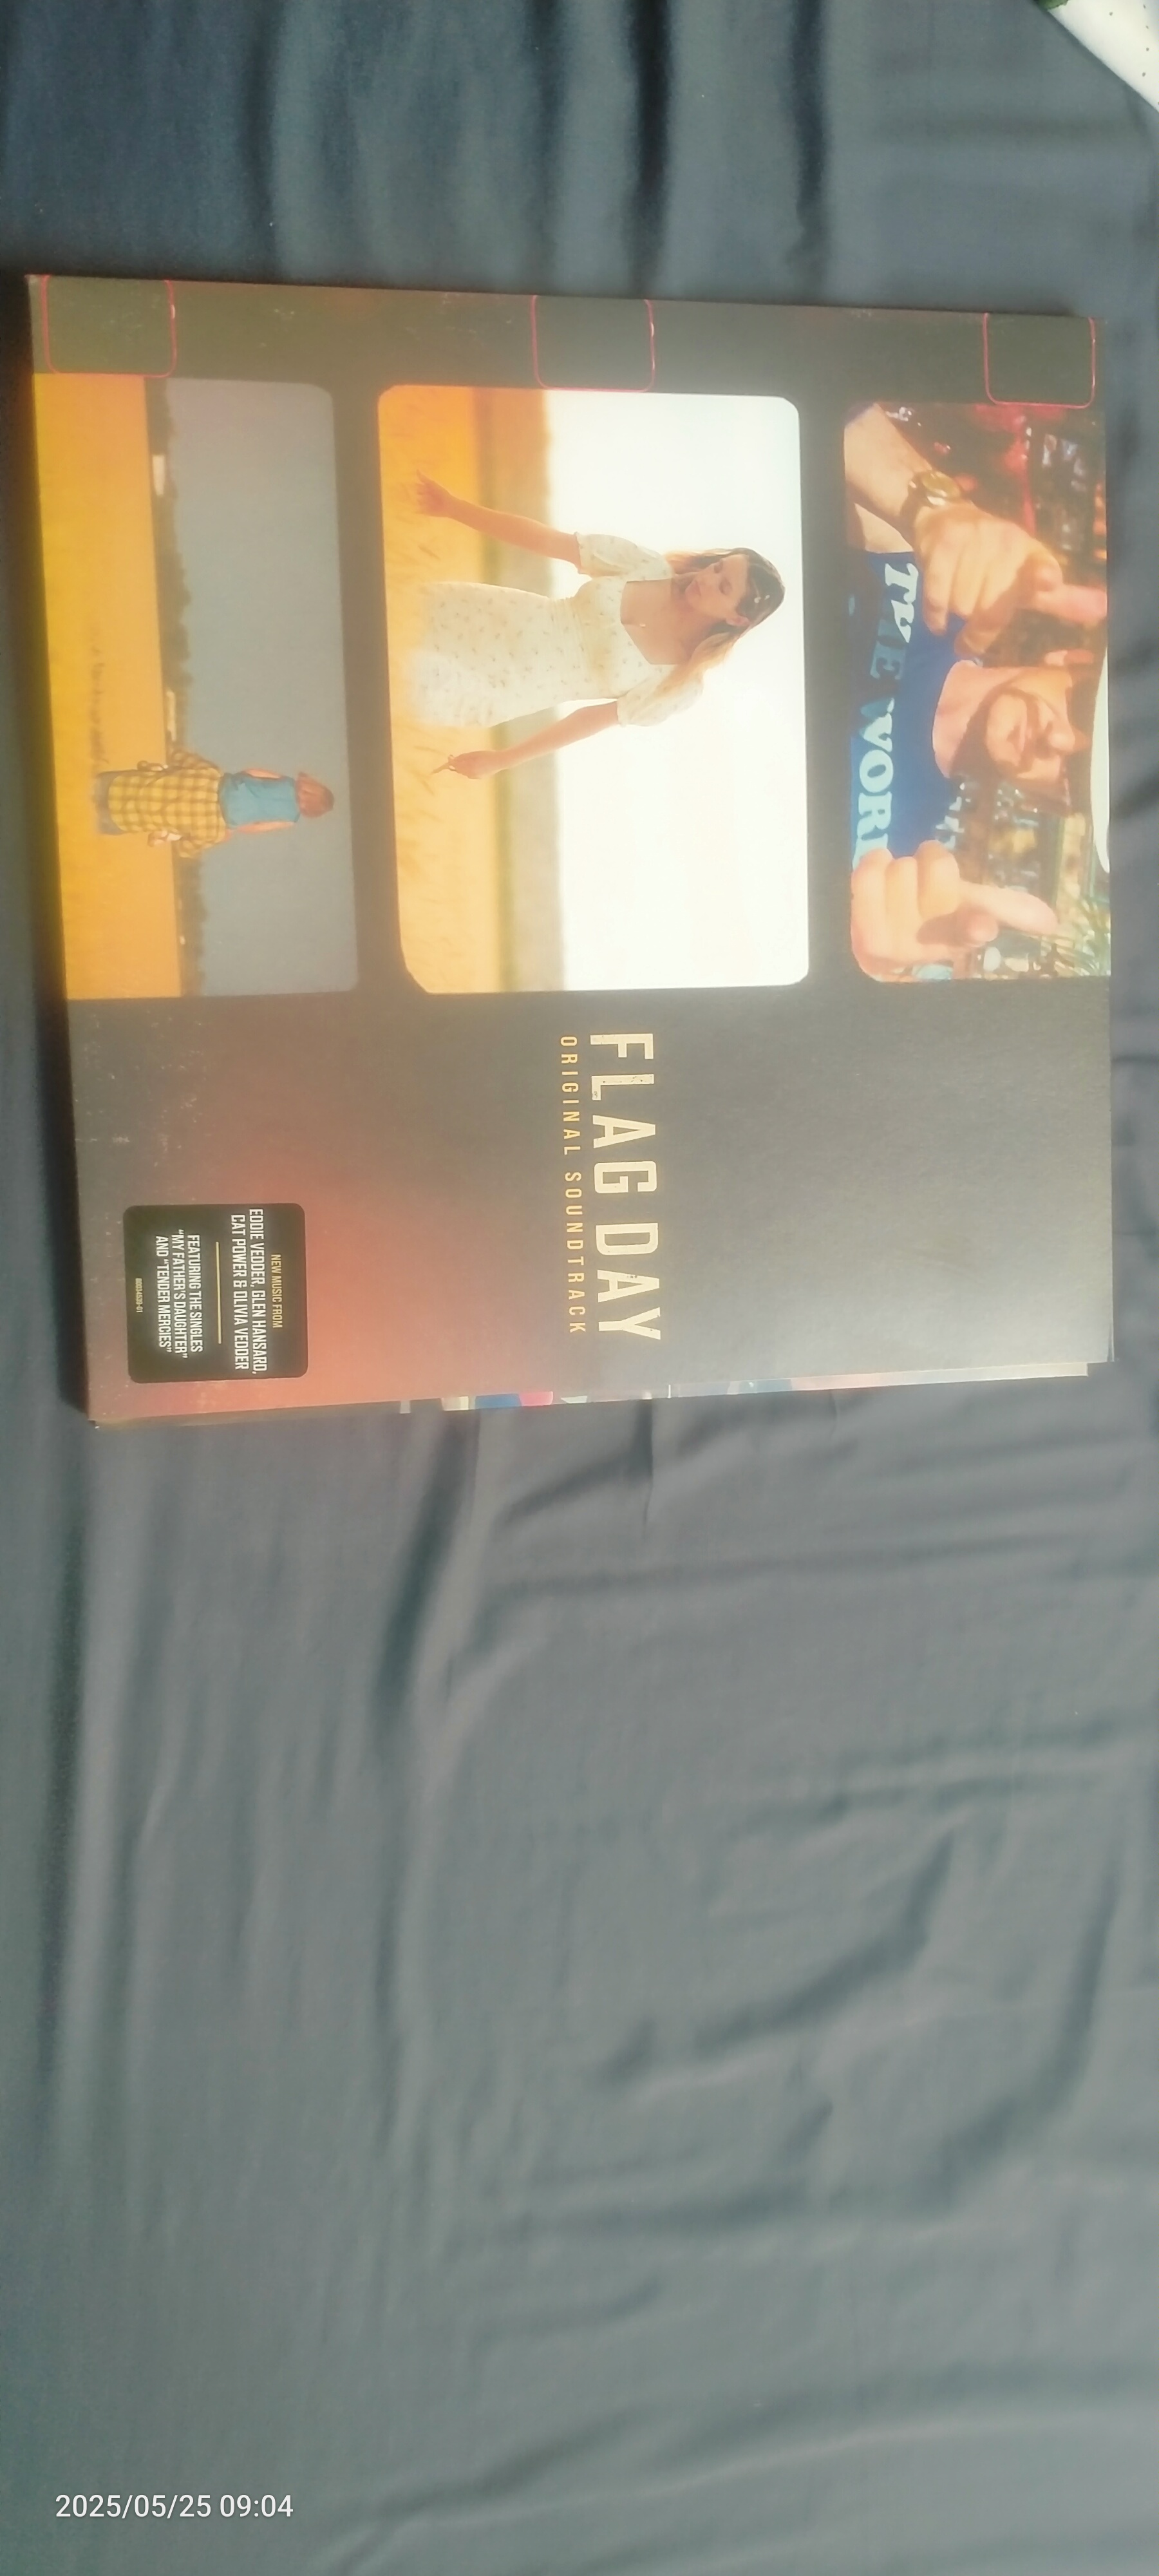 FLAG DAY
ORIGINAL SOUNDTRACK
NEW MUSIC FROM
EDDIE VEDDER, GLEN HANSARD,
CAT POWER & OLIVIA VEDDER
FEATURING THE SINGLES
"MY FATHER'S DAUGHTER"
AND "TENDER MERCIES"
2025/05/25 09:04